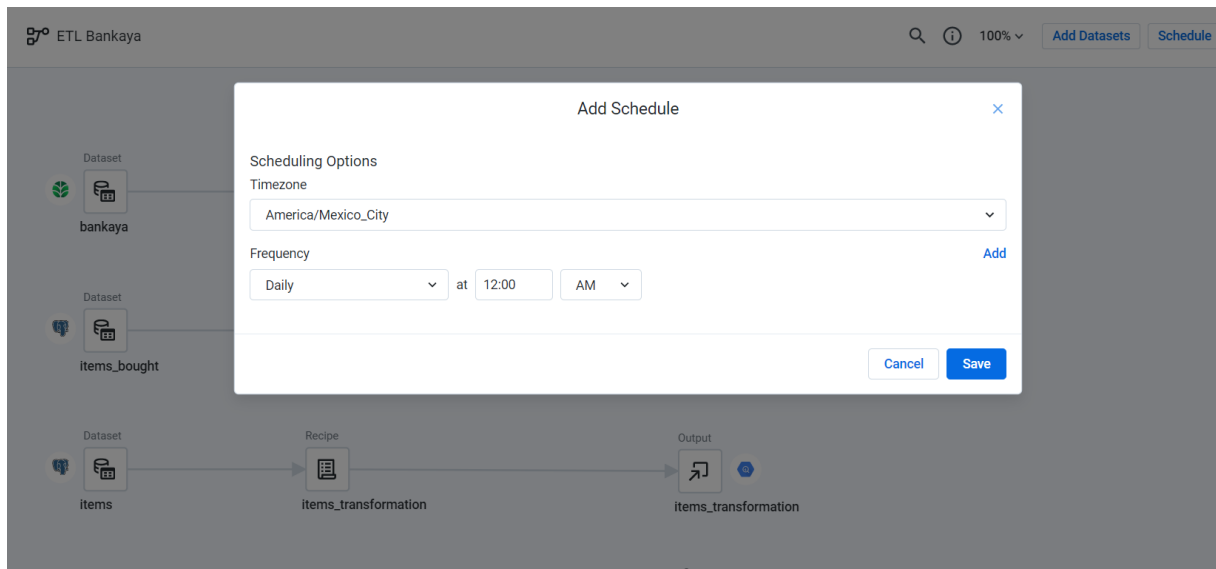 ETL Bankaya
100%
Add Datasets
Schedule
Add Schedule
Scheduling Options
Timezone
America/Mexico_City
Frequency
Add
Daily
at
12:00
AM
Cancel
Save
Dataset
bankaya
Dataset
items_bought
Dataset
items
Recipe
items_transformation
Output
items_transformation